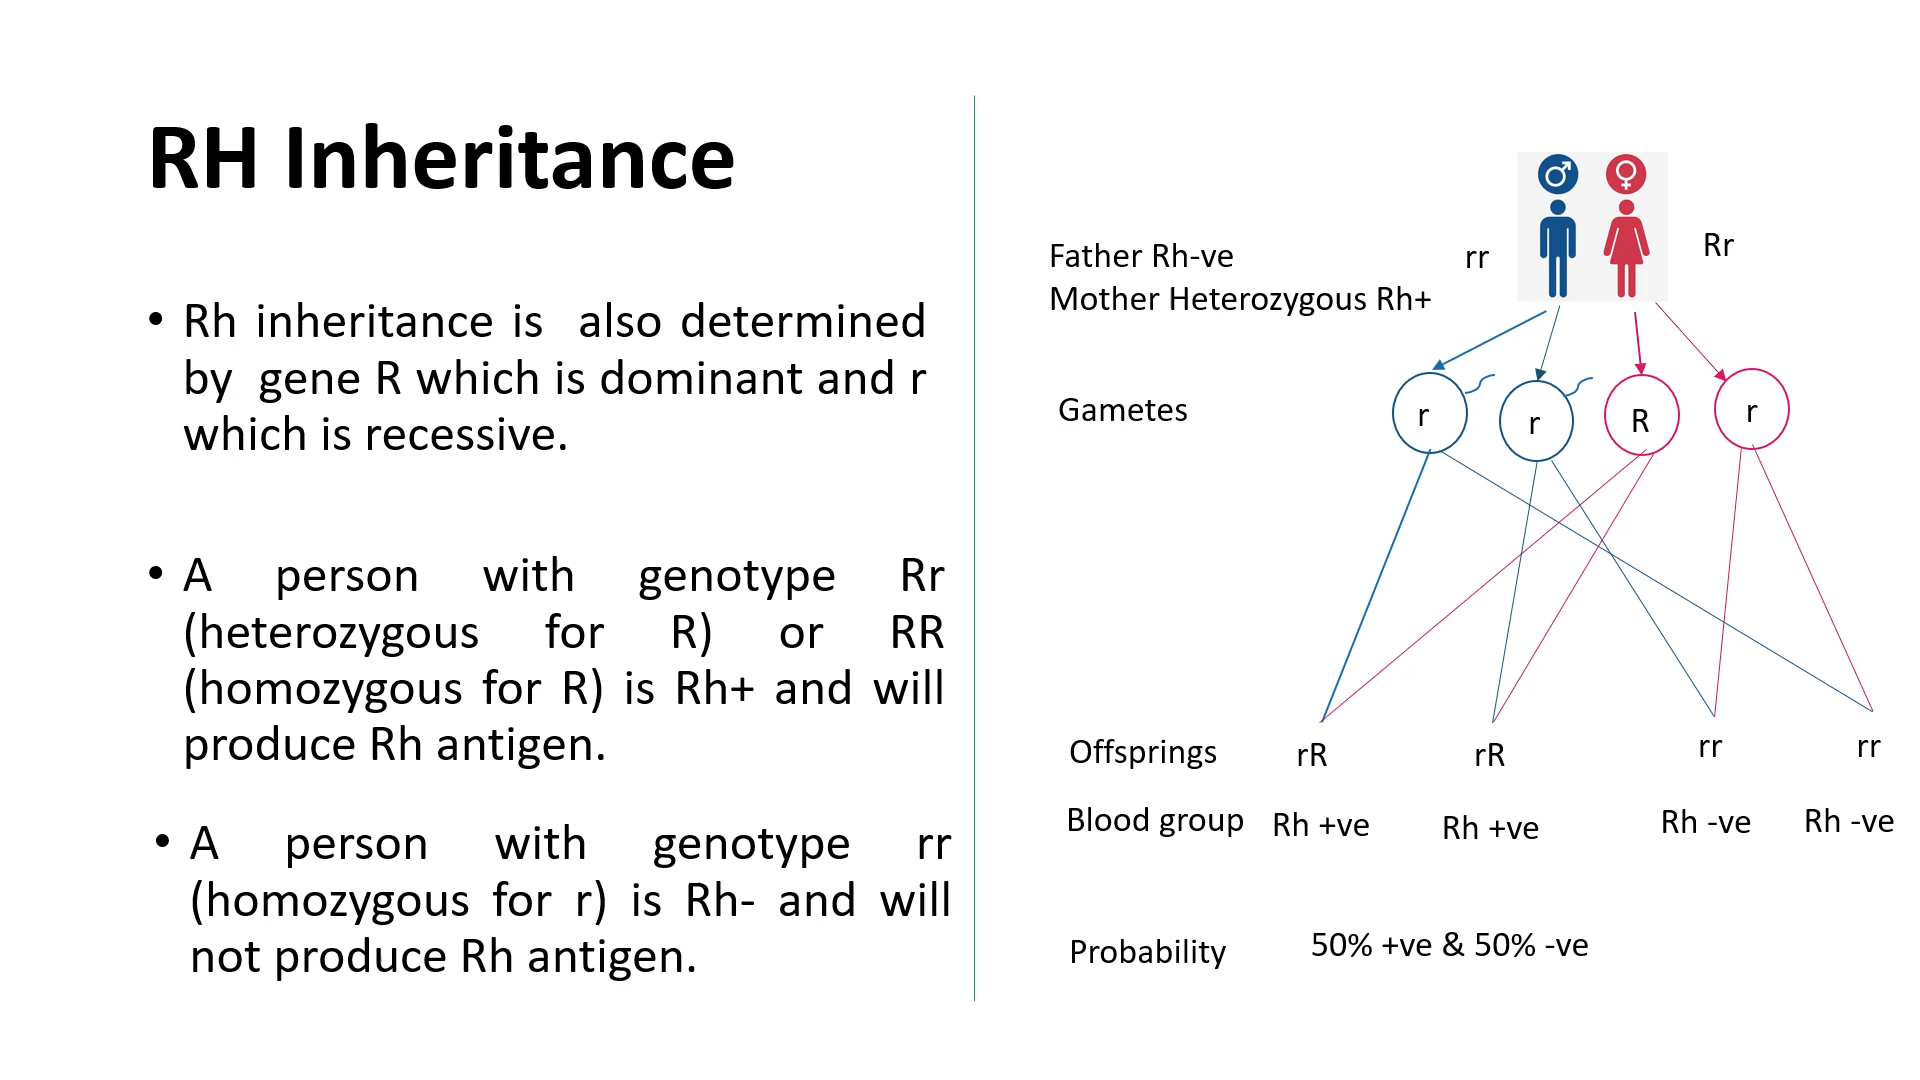 RH Inheritance
• Rh inheritance is also determined
by gene R which is dominant and r
which is recessive.
• A person with genotype Rr
(heterozygous for R) or RR
(homozygous for R) is Rh+ and will
produce Rh antigen.
• A person with genotype rr
(homozygous for r) is Rh- and will
not produce Rh antigen.
Father Rh-ve
Mother Heterozygous Rh+
rr
♂ ♀
Rr
Gametes
r r R r
Offsprings rR rR rr rr
Blood group Rh +ve Rh +ve Rh -ve Rh -ve
Probability 50% +ve & 50% -ve